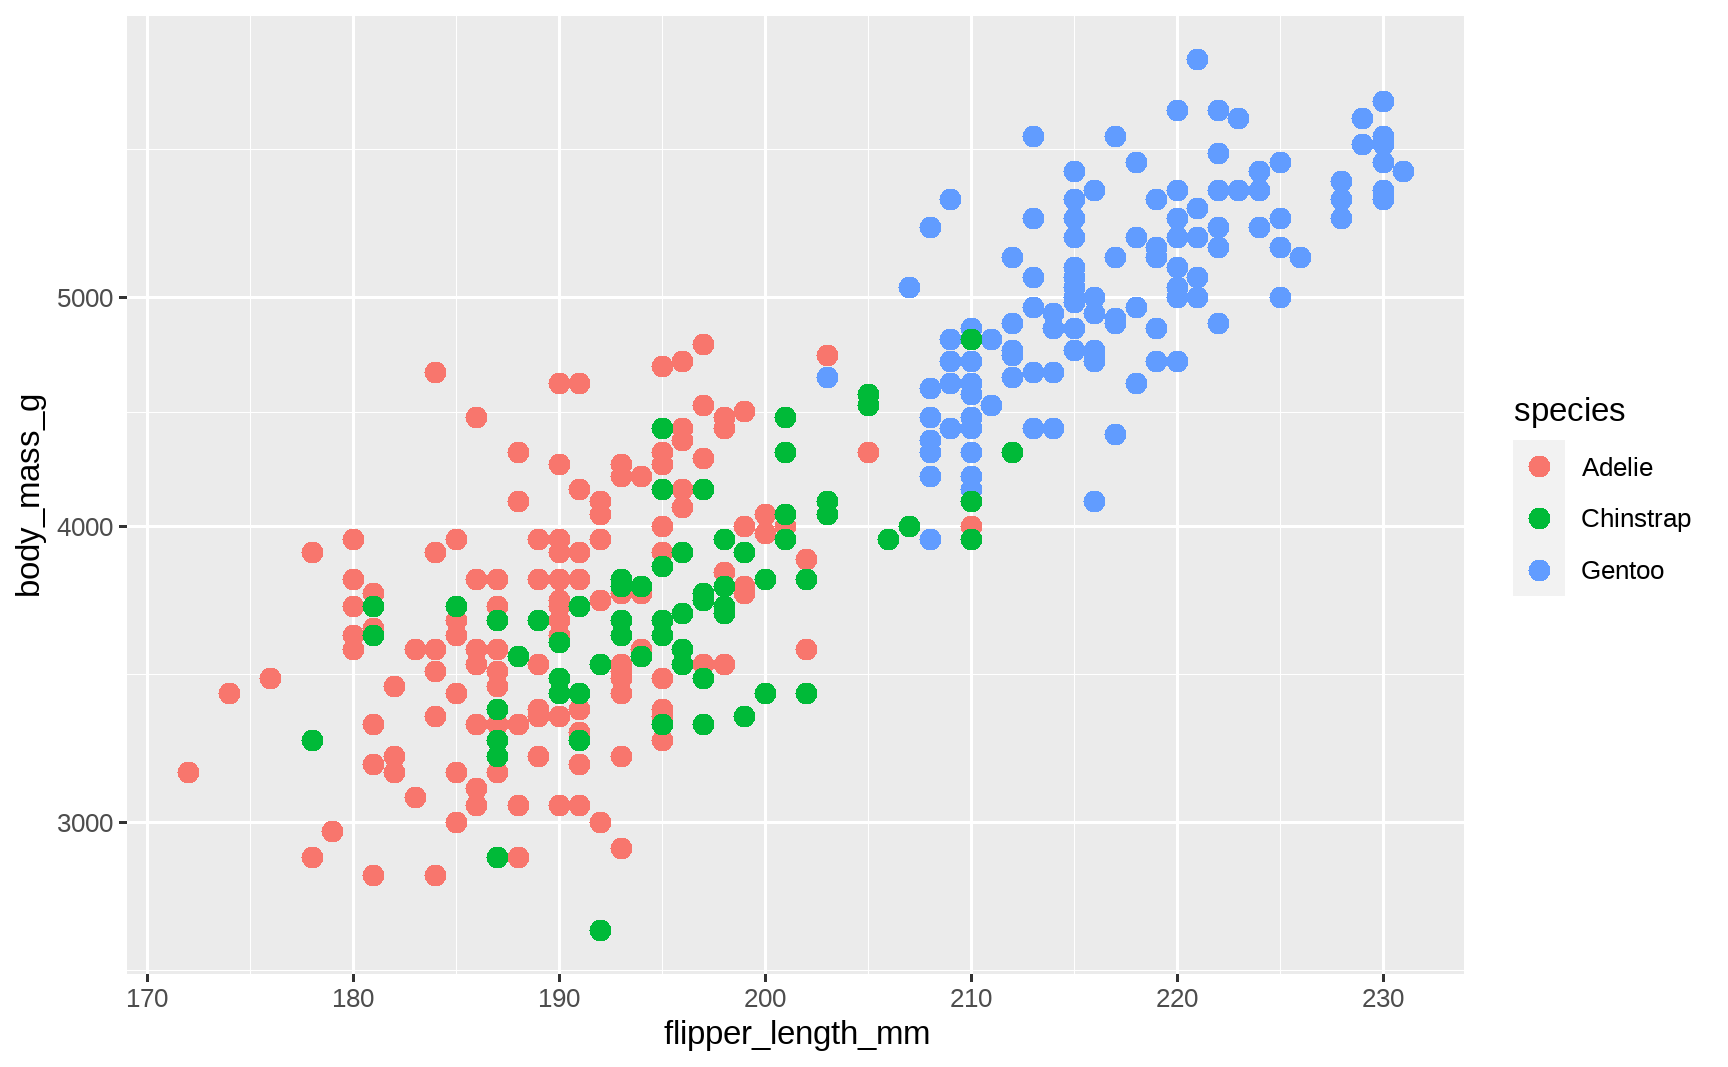 body_mass_g
5000
4000
3000
170 180 190 200 210 220 230
flipper_length_mm
species
Adelie
Chinstrap
Gentoo